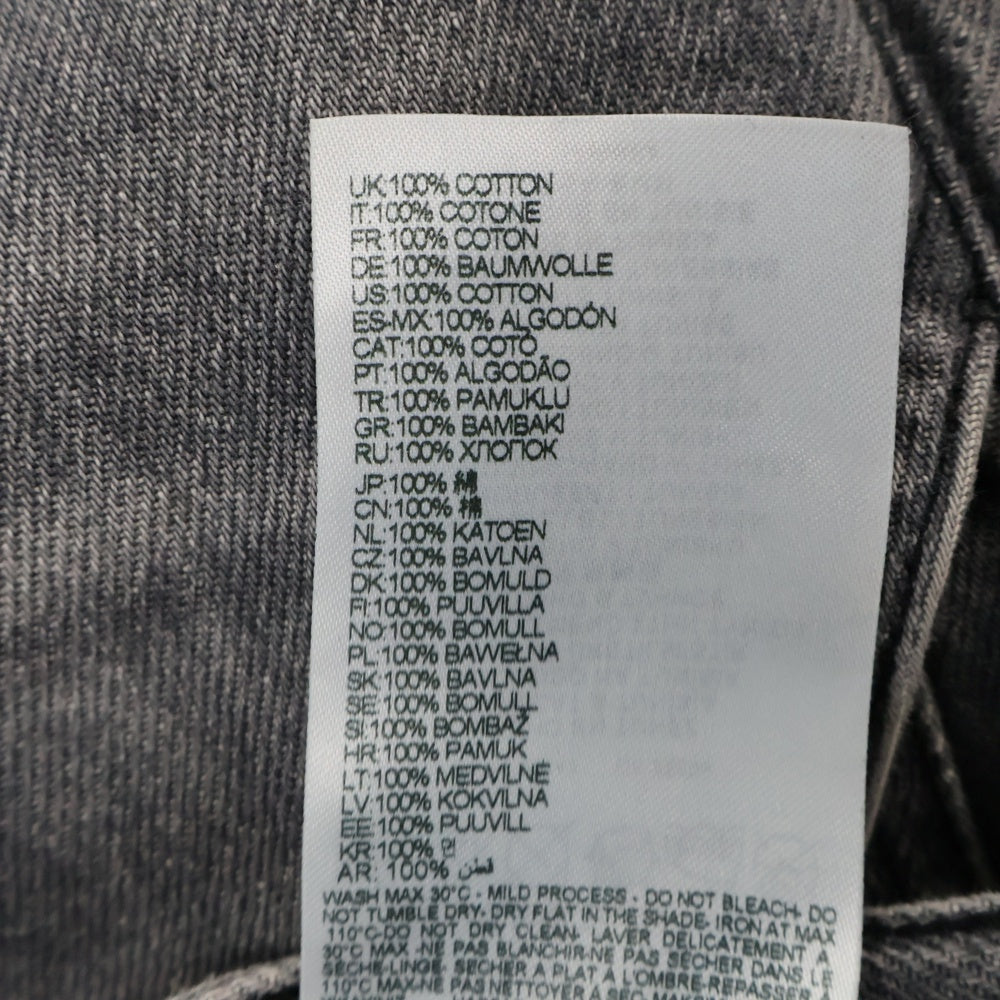 UK:100% COTTON
IT:100% COTONE
FR:100% COTON
DE:100% BAUMWOLLE
US:100% COTTON
ES-MX:100% ALGODÓN
CAT:100% COTÓ
PT:100% ALGODÃO
TR:100% PAMUKLU
GR:100% ΒΑΜΒΑΚΙ
RU:100% ХЛОПОК
JP:100% 綿
CN:100% 棉
NL:100% KATOEN
CZ:100% BAVLNA
DK:100% BOMULD
FI:100% PUUVILLA
NO:100% BOMULL
PL:100% BAWEŁNA
SK:100% BAVLNA
SE:100% BOMULL
SI:100% BOMBAŽ
HR:100% PAMUK
LT:100% MEDVILNĖ
LV:100% KOKVILNA
EE:100% PUUVILL
KR:100% 면
AR: 100% قطن
WASH MAX 30°C - MILD PROCESS - DO NOT BLEACH- DO
NOT TUMBLE DRY- DRY FLAT IN THE SHADE- IRON AT MAX
110°C-DO NOT DRY CLEAN- LAVER DELICATEMENT A
30°C MAX -NE PAS BLANCHIR-NE PAS SÉCHER DANS LE
SÈCHE-LINGE- SÉCHER A PLAT A L'OMBRE-REPASSER
110°C MAX-NE PAS NETTOYER A SEC-